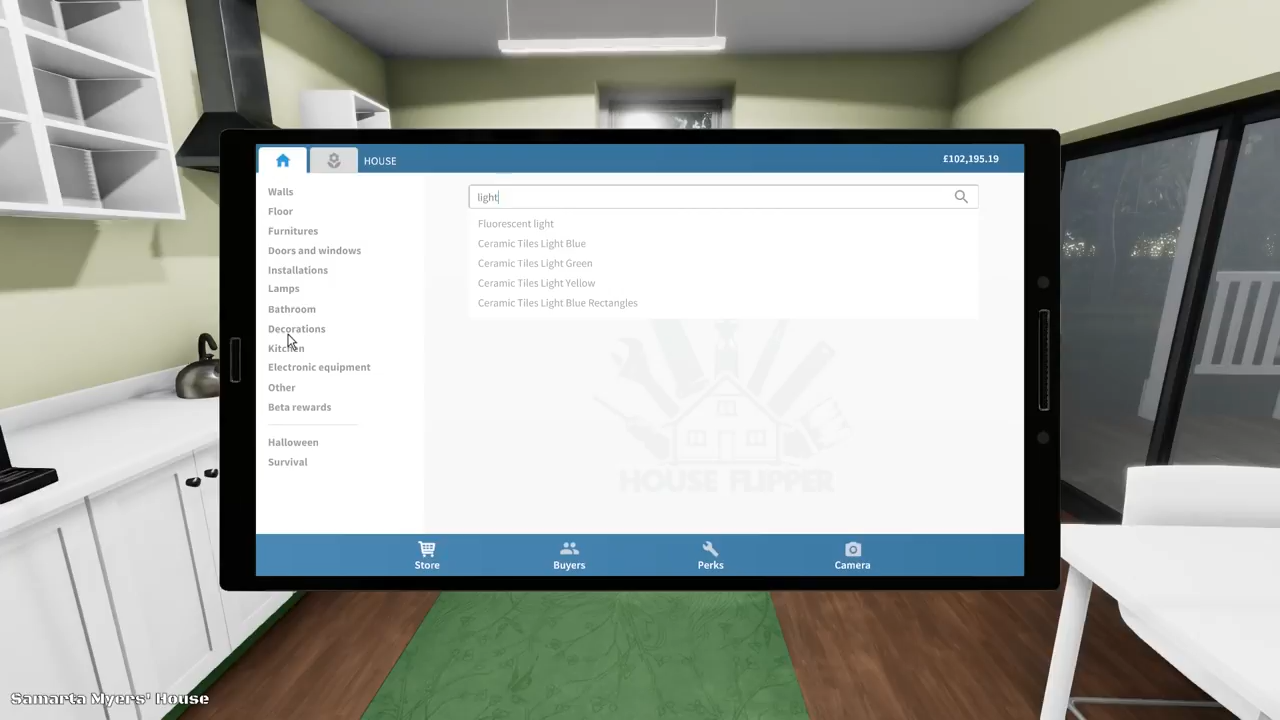 HOUSE
£102,195.19
Walls
Floor
Furnitures
Doors and windows
Installations
Lamps
Bathroom
Decorations
Kitchen
Electronic equipment
Other
Beta rewards
Halloween
Survival
light
Fluorescent light
Ceramic Tiles Light Blue
Ceramic Tiles Light Green
Ceramic Tiles Light Yellow
Ceramic Tiles Light Blue Rectangles
HOUSE FLIPPER
Store
Buyers
Perks
Camera
Samarta Myers' House